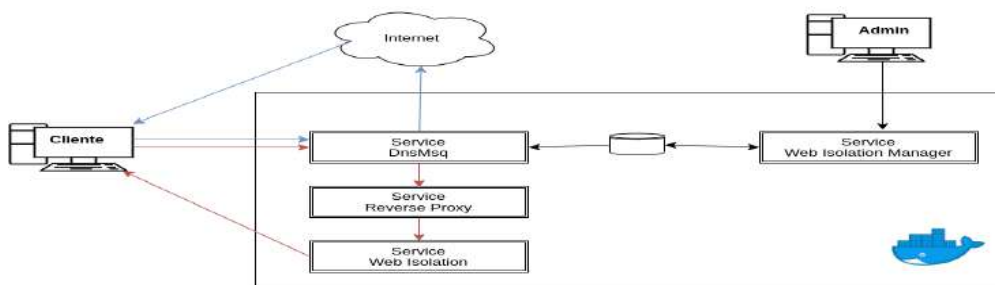 Internet
Admin
Cliente
Service
DnsMsq
Service
Web Isolation Manager
Service
Reverse Proxy
Service
Web Isolation